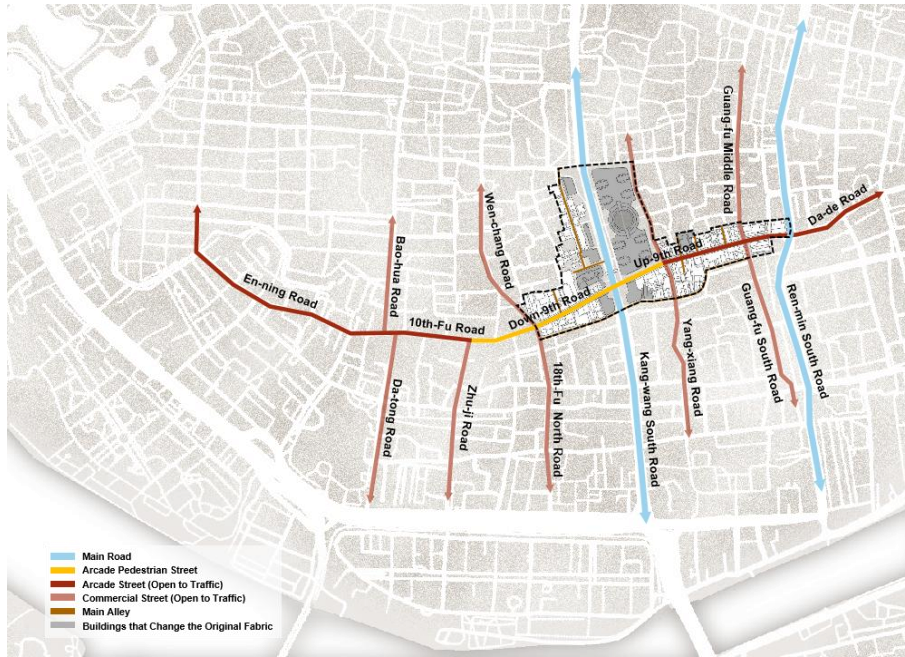 Guang-fu Middle Road
Da-de Road
Wen-chang Road
Bao-hua Road
Up-9th Road
En-ning Road
Down-9th Road
10th-Fu Road
Ren-min South Road
Guang-fu South Road
Yang-xiang Road
Kang-wang South Road
18th-Fu North Road
Zhu-ji Road
Da-tong Road
Main Road
Arcade Pedestrian Street
Arcade Street (Open to Traffic)
Commercial Street (Open to Traffic)
Main Alley
Buildings that Change the Original Fabric